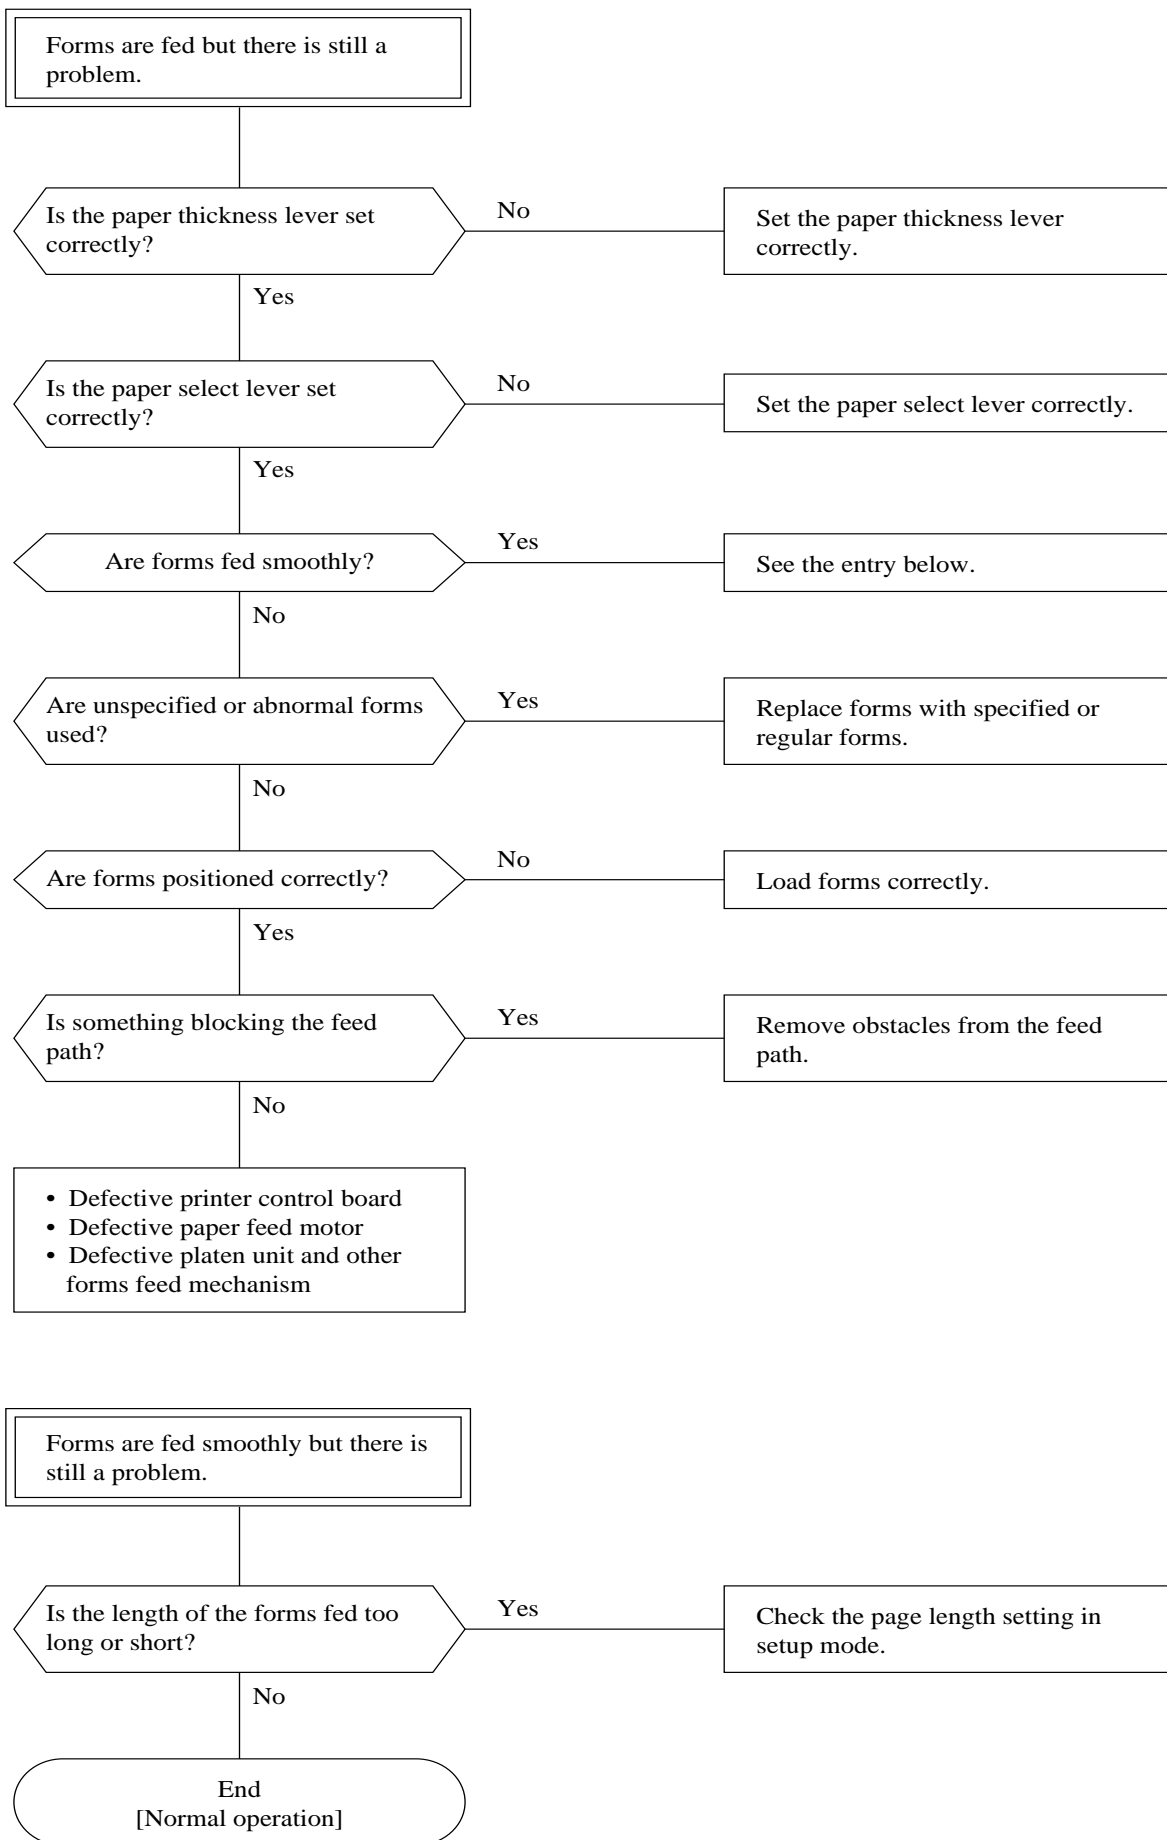 Forms are fed but there is still a
problem.
Is the paper thickness lever set
correctly?
No
Set the paper thickness lever
correctly.
Yes
Is the paper select lever set
correctly?
No
Set the paper select lever correctly.
Yes
Are forms fed smoothly?
Yes
See the entry below.
No
Are unspecified or abnormal forms
used?
Yes
Replace forms with specified or
regular forms.
No
Are forms positioned correctly?
No
Load forms correctly.
Yes
Is something blocking the feed
path?
Yes
Remove obstacles from the feed
path.
No
• Defective printer control board
• Defective paper feed motor
• Defective platen unit and other
forms feed mechanism
Forms are fed smoothly but there is
still a problem.
Is the length of the forms fed too
long or short?
Yes
Check the page length setting in
setup mode.
No
End
[Normal operation]